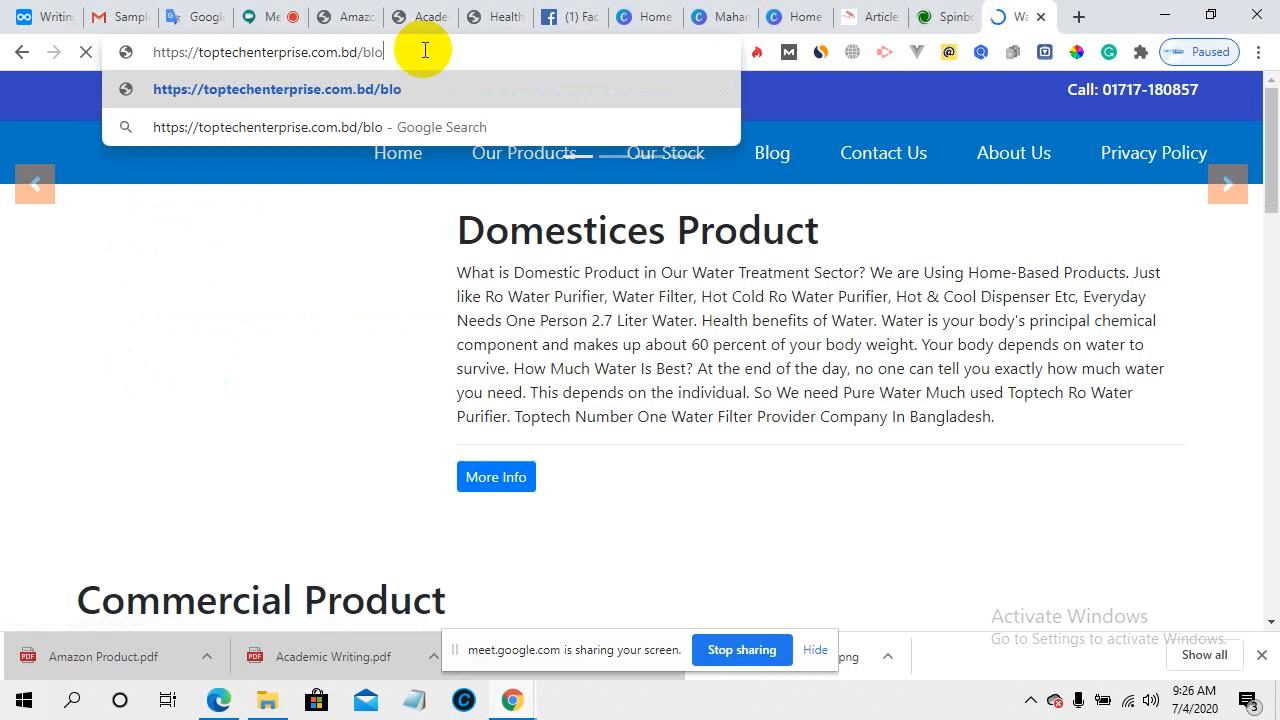 Writin
Sampl
Googl
Me
Amaz
Acade
Health
(1) Fac
Home
Mahar
Home
Article
Spinb
Wa
https://toptechenterprise.com.bd/blo
Paused
https://toptechenterprise.com.bd/blo
https://toptechenterprise.com.bd/blo - Google Search
Call: 01717-180857
Home Our Products Our Stock Blog Contact Us About Us Privacy Policy
Domestices Product
What is Domestic Product in Our Water Treatment Sector? We are Using Home-Based Products. Just
like Ro Water Purifier, Water Filter, Hot Cold Ro Water Purifier, Hot & Cool Dispenser Etc, Everyday
Needs One Person 2.7 Liter Water. Health benefits of Water. Water is your body's principal chemical
component and makes up about 60 percent of your body weight. Your body depends on water to
survive. How Much Water Is Best? At the end of the day, no one can tell you exactly how much water
you need. This depends on the individual. So We need Pure Water Much used Toptech Ro Water
Purifier. Toptech Number One Water Filter Provider Company In Bangladesh.
More Info
Commercial Product
Activate Windows
Go to Settings to activate Windows.
Amazon Product.pdf
Academic Writing.pdf
meet.google.com is sharing your screen.
Stop sharing
Hide
png
Show all
9:26 AM
7/4/2020
3